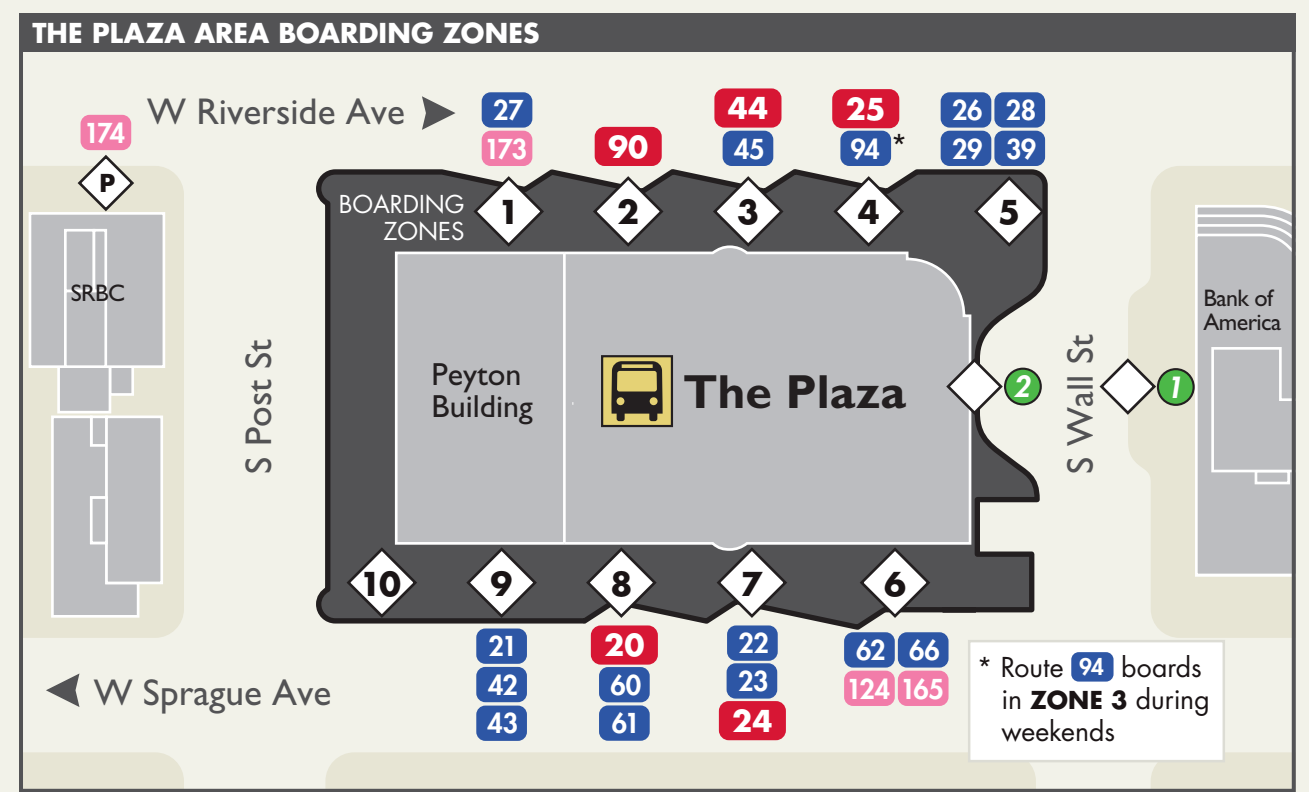 THE PLAZA AREA BOARDING ZONES
W Riverside Ave
174
P
27
173
90
44
45
25
94*
26 28
29 39
BOARDING
ZONES
1
2
3
4
5
SRBC
S Post St
Peyton
Building
The Plaza
2
S Wall St
1
Bank of
America
10
9
8
7
6
W Sprague Ave
21
42
43
20
60
61
22
23
24
62 66
124 165
* Route 94 boards
in ZONE 3 during
weekends